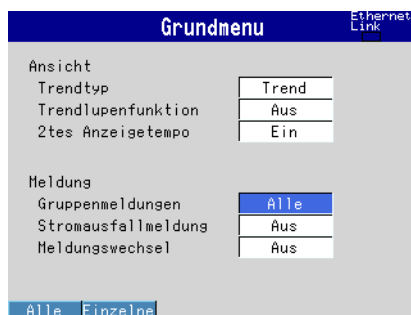 Grundmenu
Ethernet
Link
Ansicht
Trendtyp Trend
Trendlupenfunktion Aus
2tes Anzeigetempo Ein
Meldung
Gruppenmeldungen Alle
Stromausfallmeldung Aus
Meldungswechsel Aus
Alle Einzelne